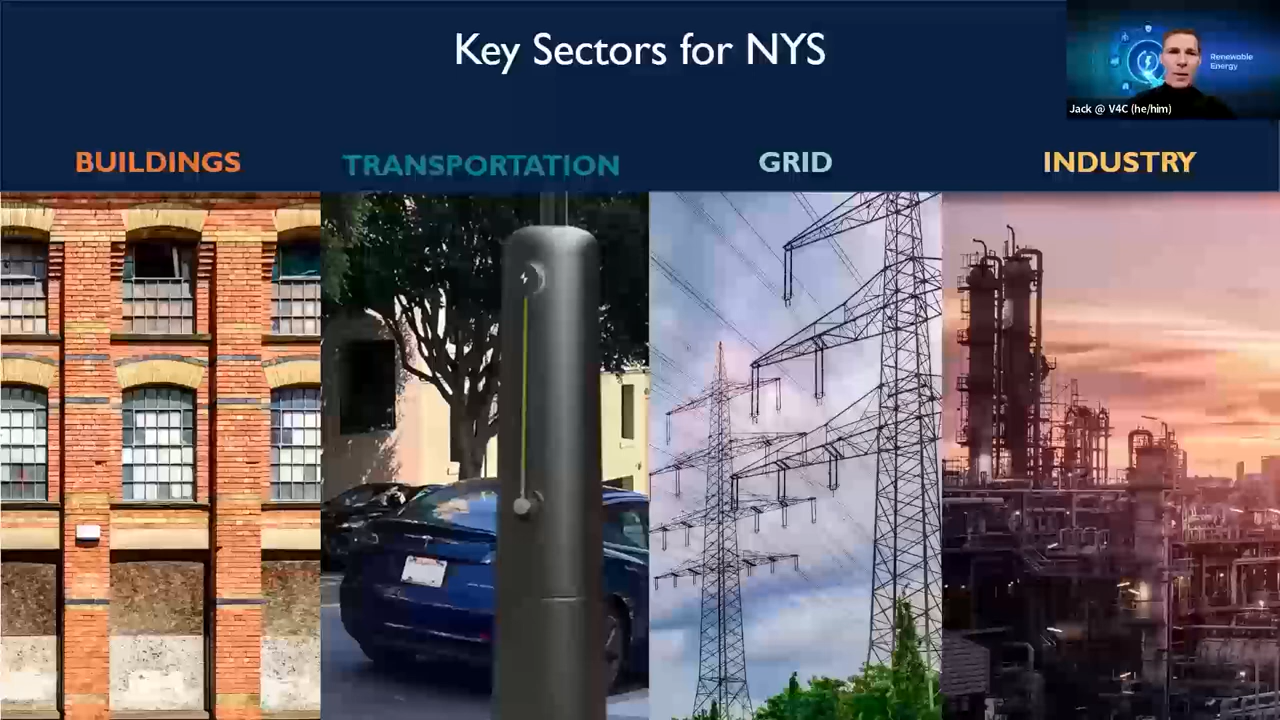 Key Sectors for NYS
Renewable
Energy
Jack @ V4C (he/him)
BUILDINGS
TRANSPORTATION
GRID
INDUSTRY